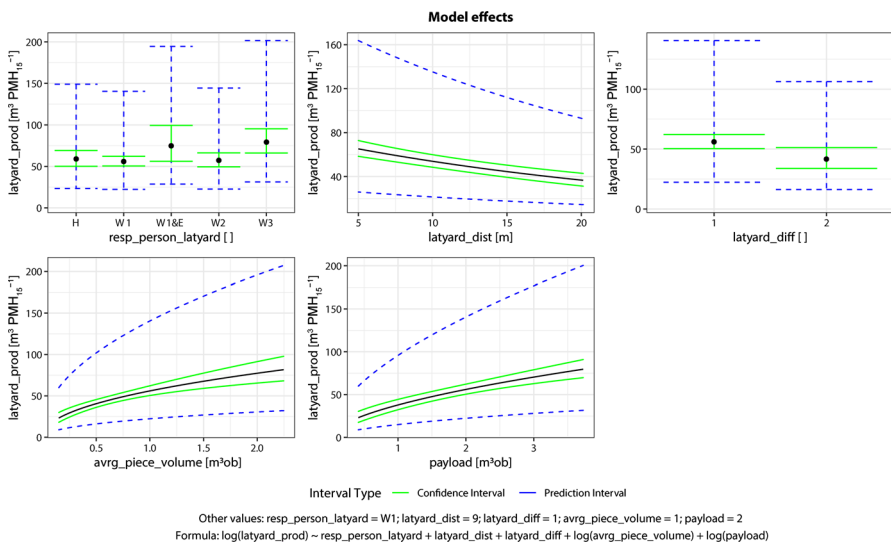 Model effects
latyard_prod [m³ PMH₁₅⁻¹]
200
150
100
50
0
H W1 W1&E W2 W3
resp_person_latyard [ ]
latyard_prod [m³ PMH₁₅⁻¹]
160
120
80
40
5 10 15 20
latyard_dist [m]
latyard_prod [m³ PMH₁₅⁻¹]
100
50
0
1 2
latyard_diff [ ]
latyard_prod [m³ PMH₁₅⁻¹]
200
150
100
50
0
0.5 1.0 1.5 2.0
avrg_piece_volume [m³ob]
latyard_prod [m³ PMH₁₅⁻¹]
200
150
100
50
0
1 2 3
payload [m³ob]
Interval Type Confidence Interval Prediction Interval
Other values: resp_person_latyard = W1; latyard_dist = 9; latyard_diff = 1; avrg_piece_volume = 1; payload = 2
Formula: log(latyard_prod) ~ resp_person_latyard + latyard_dist + latyard_diff + log(avrg_piece_volume) + log(payload)